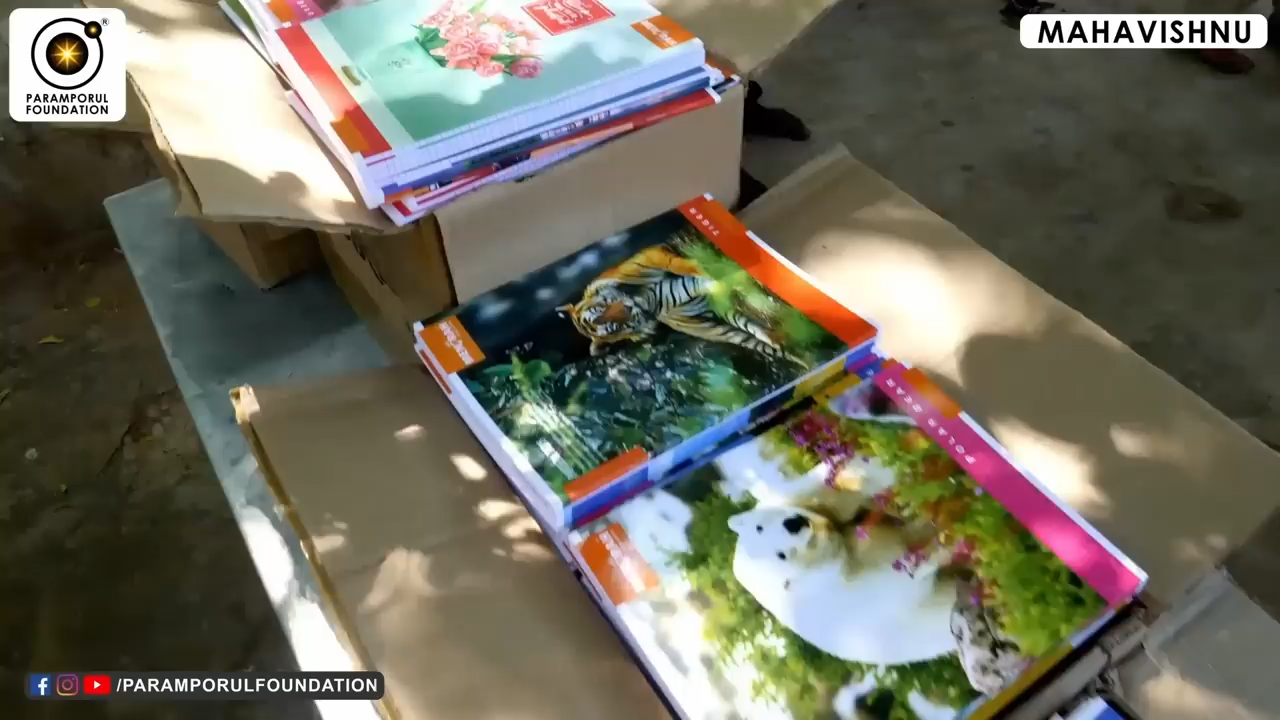 PARAMPORUL
FOUNDATION
®
MAHAVISHNU
TIGER
POLAR BEAR
/PARAMPORULFOUNDATION